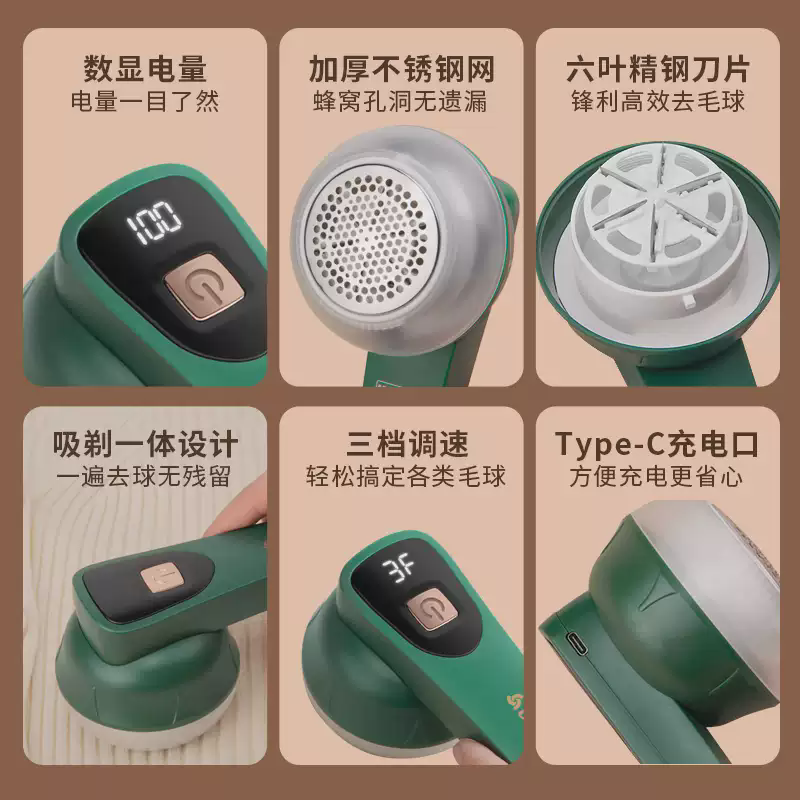 数显电量
电量一目了然
加厚不锈钢网
蜂窝孔洞无遗漏
六叶精钢刀片
锋利高效去毛球
100
吸剃一体设计
一遍去球无残留
三档调速
轻松搞定各类毛球
Type-C充电口
方便充电更省心
3F